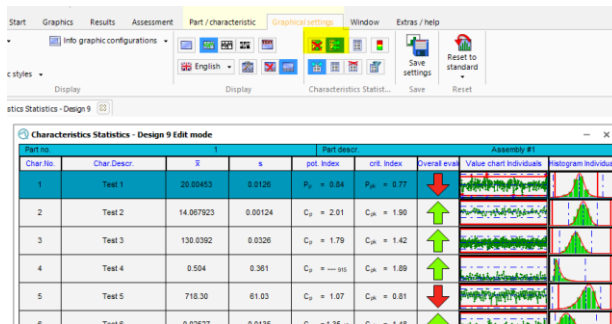 Start Graphics Results Assessment Part / characteristic Graphical settings Window Extras / help
Info graphic configurations
English
Save settings
Reset to standard
c styles
Display Display Characteristics Statist... Save Reset
stics Statistics - Design 9
Characteristics Statistics - Design 9 Edit mode
Part no. 1 Part descr. Assembly #1
Char.No. Char.Descr. x̅ s pot. Index crit. Index Overall eval Value chart Individuals Histogram Individua
1 Test 1 20.00453 0.0126 Pp = 0.84 Ppk = 0.77
2 Test 2 14.067923 0.00124 Cp = 2.01 Cpk = 1.90
3 Test 3 130.0392 0.0326 Cp = 1.79 Cpk = 1.42
4 Test 4 0.504 0.361 Cp = --- Cpk = 1.89
5 Test 5 718.30 61.03 Cp = 1.07 Cpk = 0.81